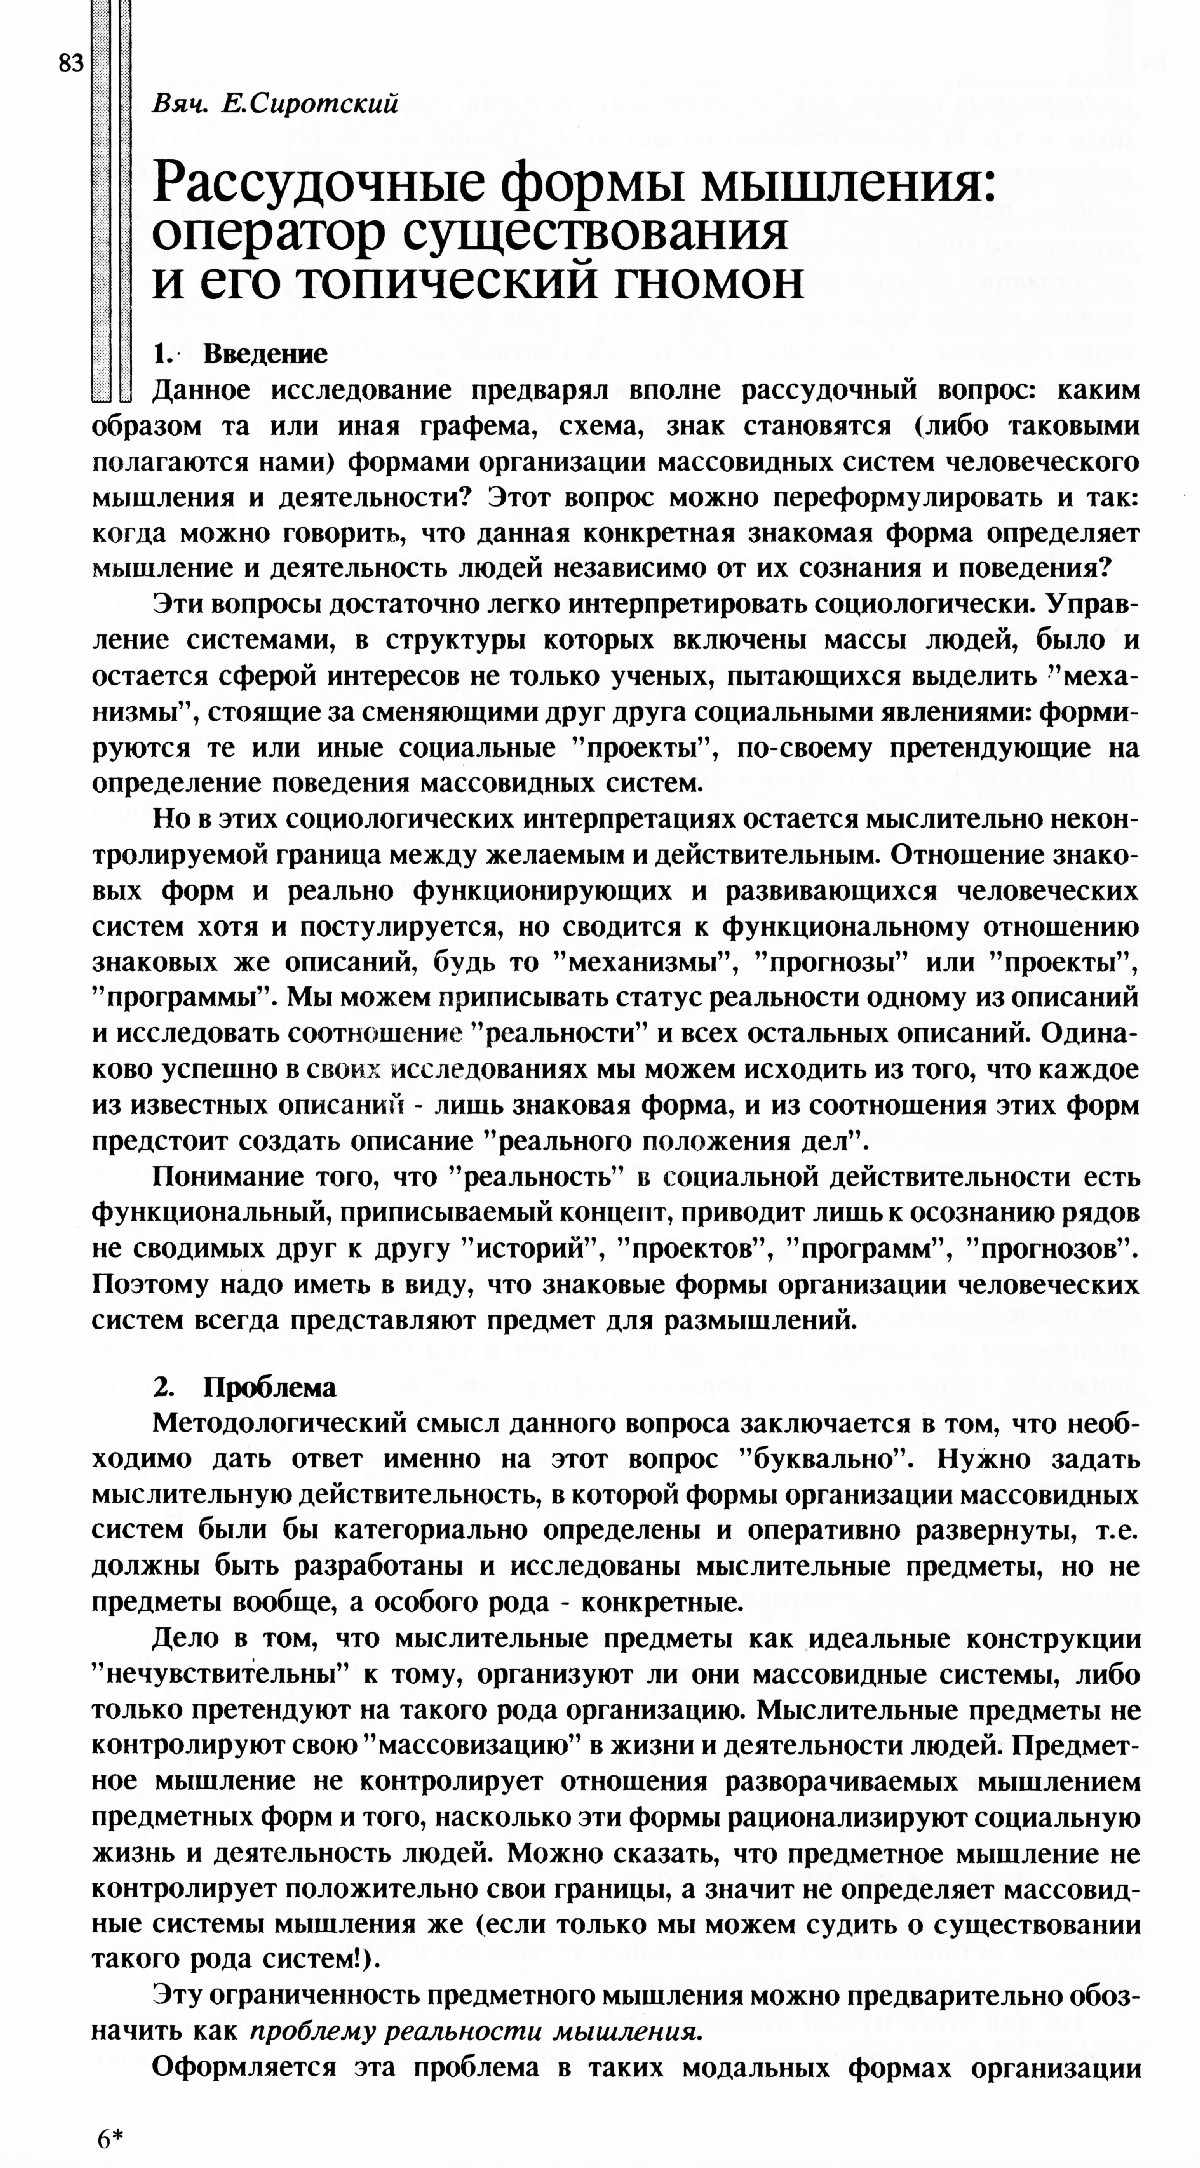 83
Вяч. Е.Сиротский
Рассудочные формы мышления:
оператор существования
и его топический гномон
1. Введение
Данное исследование предварял вполне рассудочный вопрос: каким
образом та или иная графема, схема, знак становятся (либо таковыми
полагаются нами) формами организации массовидных систем человеческого
мышления и деятельности? Этот вопрос можно переформулировать и так:
когда можно говорить, что данная конкретная знакомая форма определяет
мышление и деятельность людей независимо от их сознания и поведения?
Эти вопросы достаточно легко интерпретировать социологически. Управ-
ление системами, в структуры которых включены массы людей, было и
остается сферой интересов не только ученых, пытающихся выделить ”меха-
низмы”, стоящие за сменяющими друг друга социальными явлениями: форми-
руются те или иные социальные ”проекты”, по-своему претендующие на
определение поведения массовидных систем.
Но в этих социологических интерпретациях остается мыслительно некон-
тролируемой граница между желаемым и действительным. Отношение знако-
вых форм и реально функционирующих и развивающихся человеческих
систем хотя и постулируется, но сводится к функциональному отношению
знаковых же описаний, будь то ”механизмы”, ”прогнозы” или ”проекты”,
”программы”. Мы можем приписывать статус реальности одному из описаний
и исследовать соотношение ”реальности” и всех остальных описаний. Одина-
ково успешно в своих исследованиях мы можем исходить из того, что каждое
из известных описаний - лишь знаковая форма, и из соотношения этих форм
предстоит создать описание ”реального положения дел”.
Понимание того, что ”реальность” в социальной действительности есть
функциональный, приписываемый концепт, приводит лишь к осознанию рядов
не сводимых друг к другу ”историй”, ”проектов”, ”программ”, ”прогнозов”.
Поэтому надо иметь в виду, что знаковые формы организации человеческих
систем всегда представляют предмет для размышлений.
2. Проблема
Методологический смысл данного вопроса заключается в том, что необ-
ходимо дать ответ именно на этот вопрос ”буквально”. Нужно задать
мыслительную действительность, в которой формы организации массовидных
систем были бы категориально определены и оперативно развернуты, т.е.
должны быть разработаны и исследованы мыслительные предметы, но не
предметы вообще, а особого рода - конкретные.
Дело в том, что мыслительные предметы как идеальные конструкции
”нечувствительны” к тому, организуют ли они массовидные системы, либо
только претендуют на такого рода организацию. Мыслительные предметы не
контролируют свою ”массовизацию” в жизни и деятельности людей. Предмет-
ное мышление не контролирует отношения разворачиваемых мышлением
предметных форм и того, насколько эти формы рационализируют социальную
жизнь и деятельность людей. Можно сказать, что предметное мышление не
контролирует положительно свои границы, а значит не определяет массовид-
ные системы мышления же (если только мы можем судить о существовании
такого рода систем!).
Эту ограниченность предметного мышления можно предварительно обоз-
начить как проблему реальности мышления.
Оформляется эта проблема в таких модальных формах организации
6*